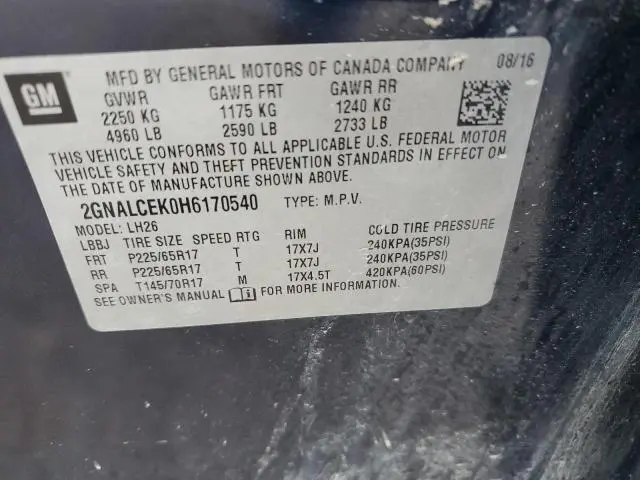 GM
MFD BY GENERAL MOTORS OF CANADA COMPANY 08/16
GVWR GAWR FRT GAWR RR
2250 KG 1175 KG 1240 KG
4960 LB 2590 LB 2733 LB
THIS VEHICLE CONFORMS TO ALL APPLICABLE U.S. FEDERAL MOTOR
VEHICLE SAFETY AND THEFT PREVENTION STANDARDS IN EFFECT ON
THE DATE OF MANUFACTURE SHOWN ABOVE.
2GNALCEK0H6170540 TYPE: M.P.V.
MODEL: LH26
LBBJ TIRE SIZE SPEED RTG RIM COLD TIRE PRESSURE
FRT P225/65R17 T 17X7J 240KPA(35PSI)
RR P225/65R17 T 17X7J 240KPA(35PSI)
SPA T145/70R17 M 17X4.5T 420KPA(60PSI)
SEE OWNER'S MANUAL FOR MORE INFORMATION.